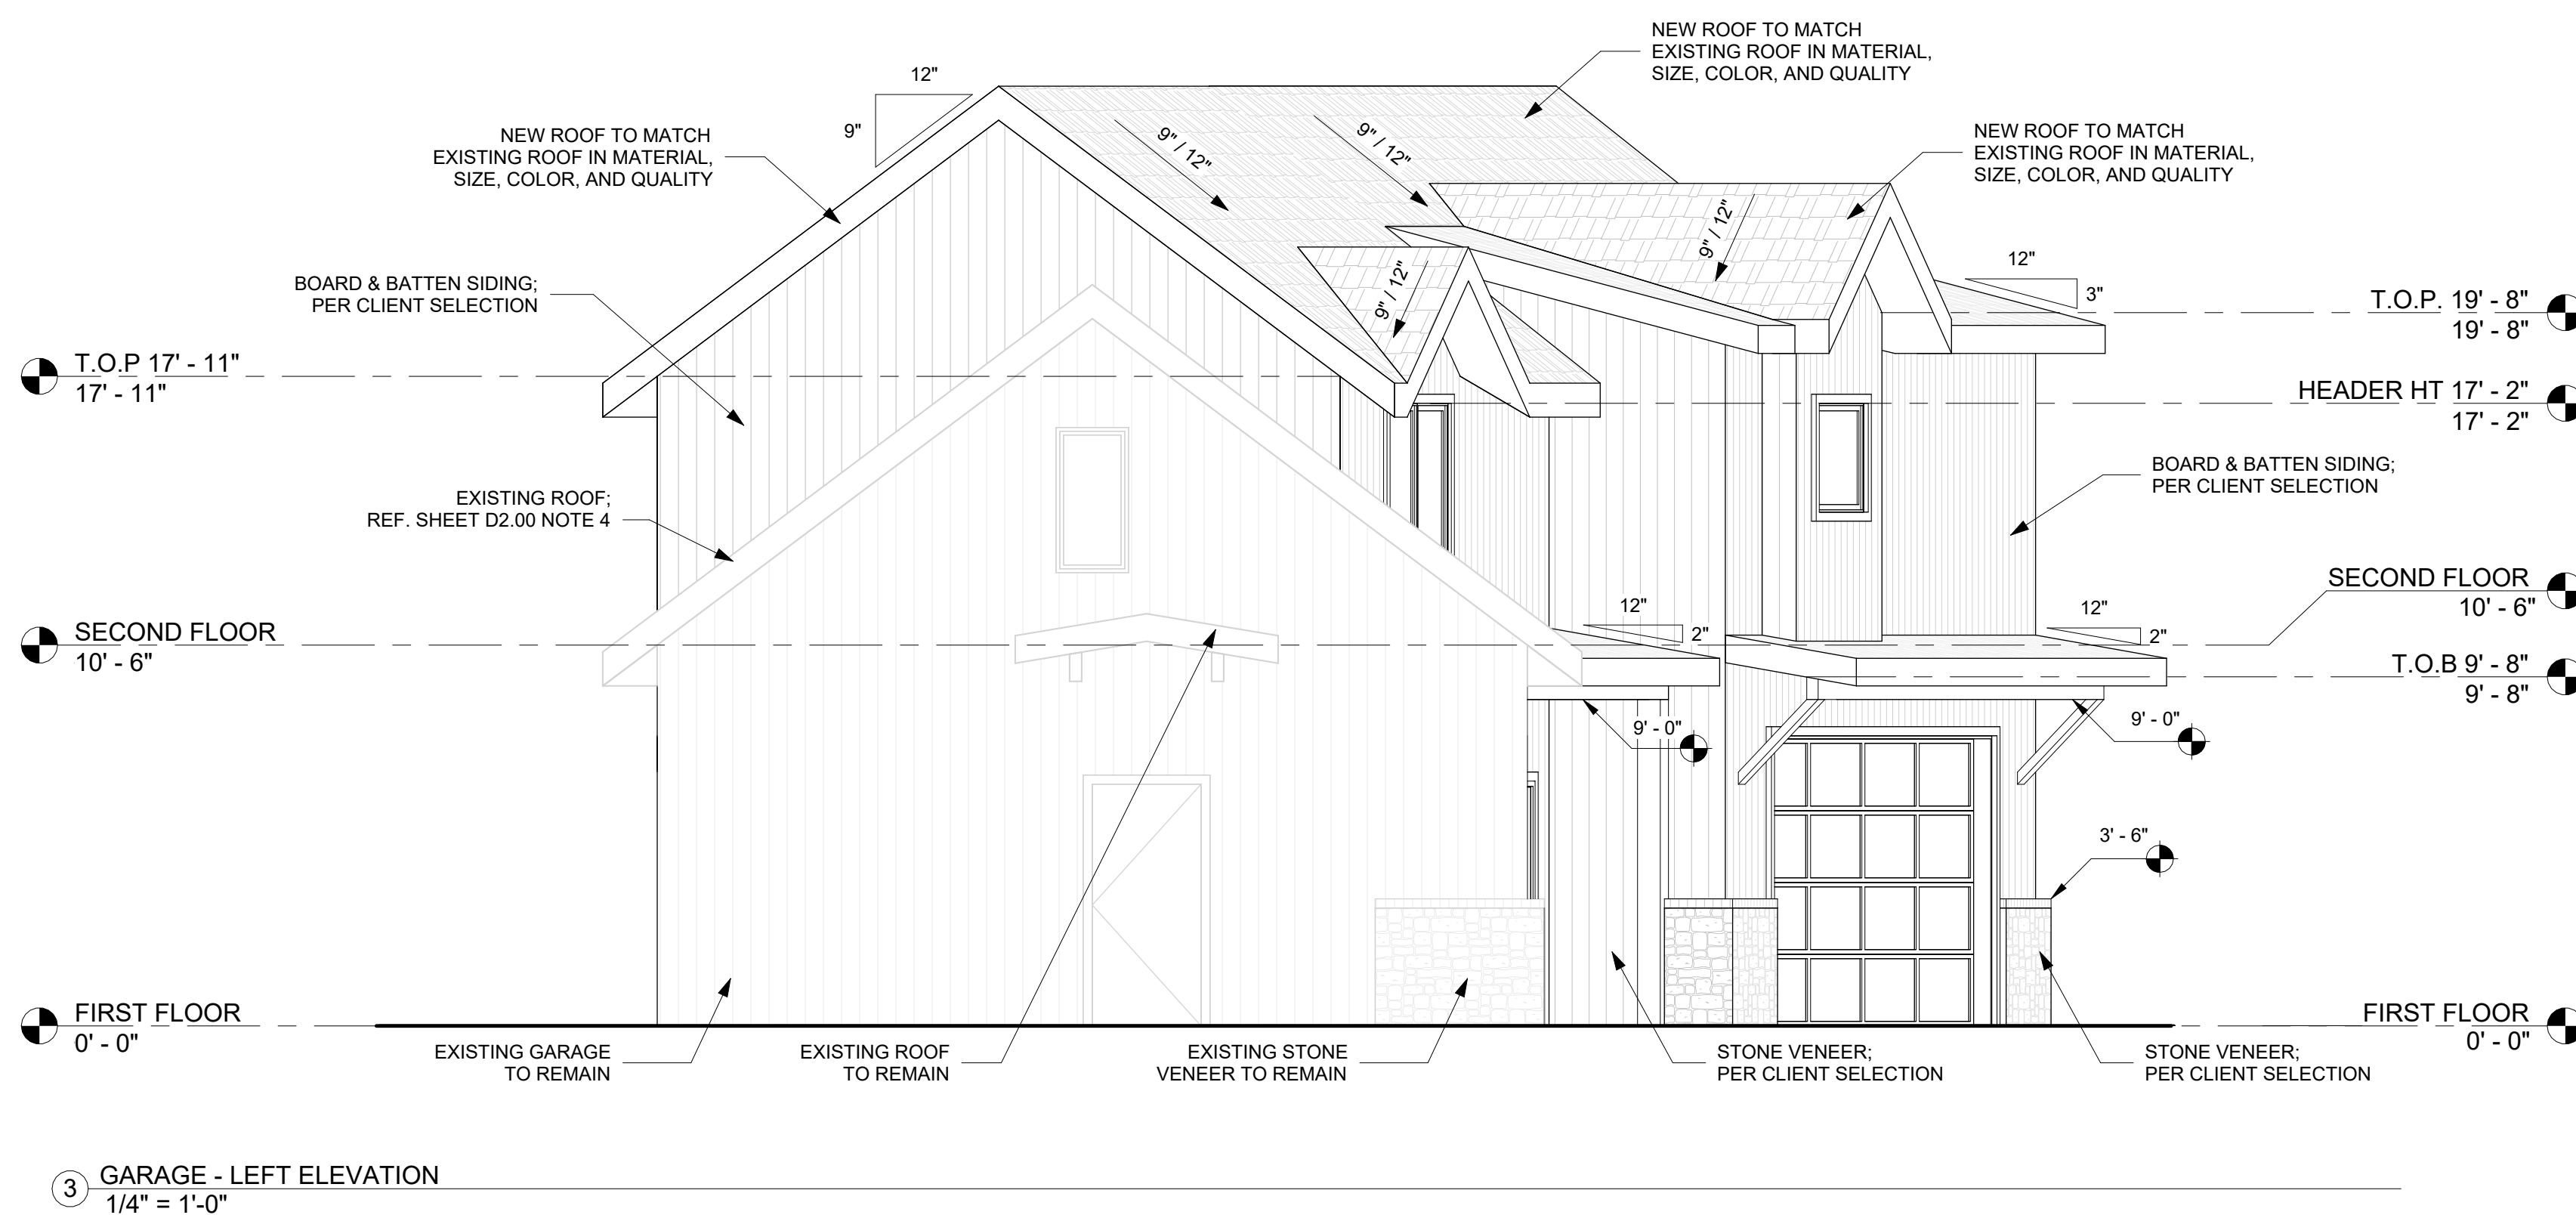 NEW ROOF TO MATCH
EXISTING ROOF IN MATERIAL,
SIZE, COLOR, AND QUALITY
12"
9"
NEW ROOF TO MATCH
EXISTING ROOF IN MATERIAL,
SIZE, COLOR, AND QUALITY
9" / 12"
9" / 12"
NEW ROOF TO MATCH
EXISTING ROOF IN MATERIAL,
SIZE, COLOR, AND QUALITY
9" / 12"
9" / 12"
12"
3"
BOARD & BATTEN SIDING;
PER CLIENT SELECTION
T.O.P. 19' - 8"
19' - 8"
T.O.P 17' - 11"
17' - 11"
HEADER HT 17' - 2"
17' - 2"
BOARD & BATTEN SIDING;
PER CLIENT SELECTION
EXISTING ROOF;
REF. SHEET D2.00 NOTE 4
SECOND FLOOR
10' - 6"
12"
2"
12"
2"
SECOND FLOOR
10' - 6"
T.O.B 9' - 8"
9' - 8"
9' - 0"
9' - 0"
3' - 6"
FIRST FLOOR
0' - 0"
FIRST FLOOR
0' - 0"
EXISTING GARAGE
TO REMAIN
EXISTING ROOF
TO REMAIN
EXISTING STONE
VENEER TO REMAIN
STONE VENEER;
PER CLIENT SELECTION
STONE VENEER;
PER CLIENT SELECTION
3
GARAGE - LEFT ELEVATION
1/4" = 1'-0"